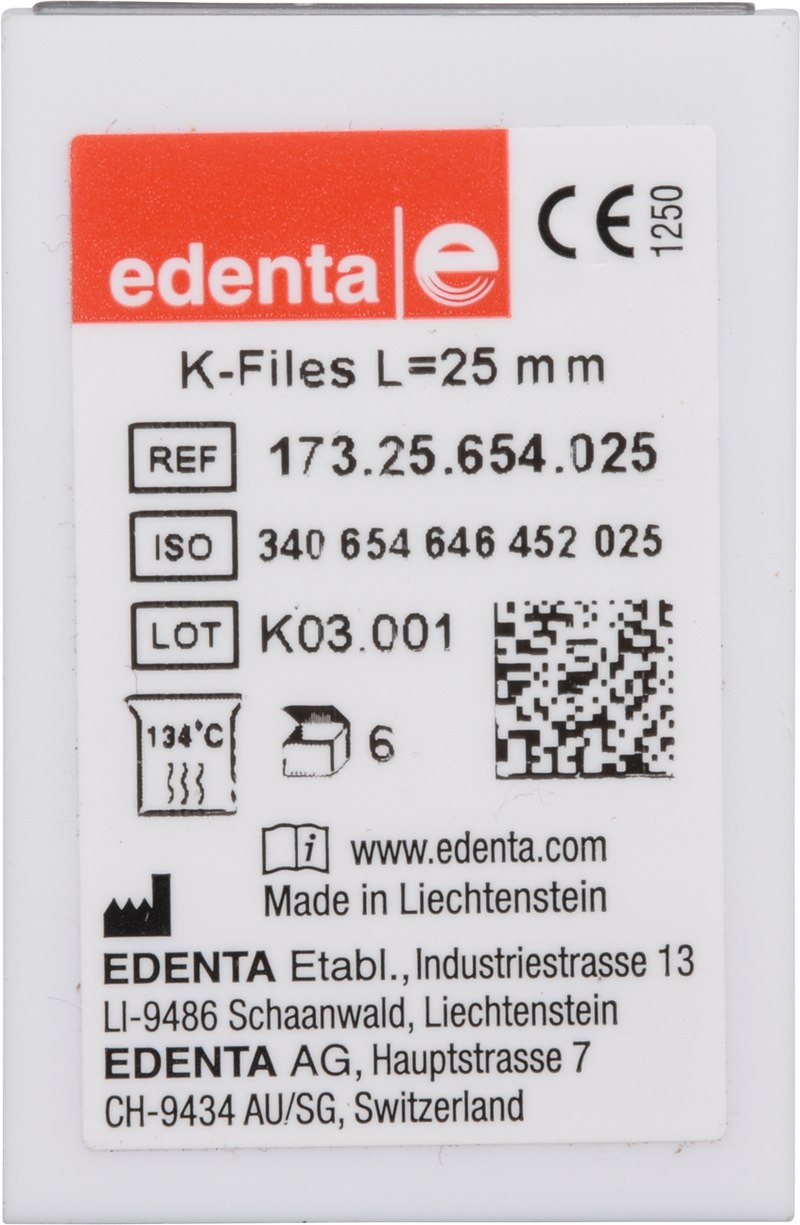 edenta e
CE 1250
K-Files L=25 mm
REF 173.25.654.025
ISO 340 654 646 452 025
LOT K03.001
134°C 6
i www.edenta.com
Made in Liechtenstein
EDENTA Etabl., Industriestrasse 13
LI-9486 Schaanwald, Liechtenstein
EDENTA AG, Hauptstrasse 7
CH-9434 AU/SG, Switzerland